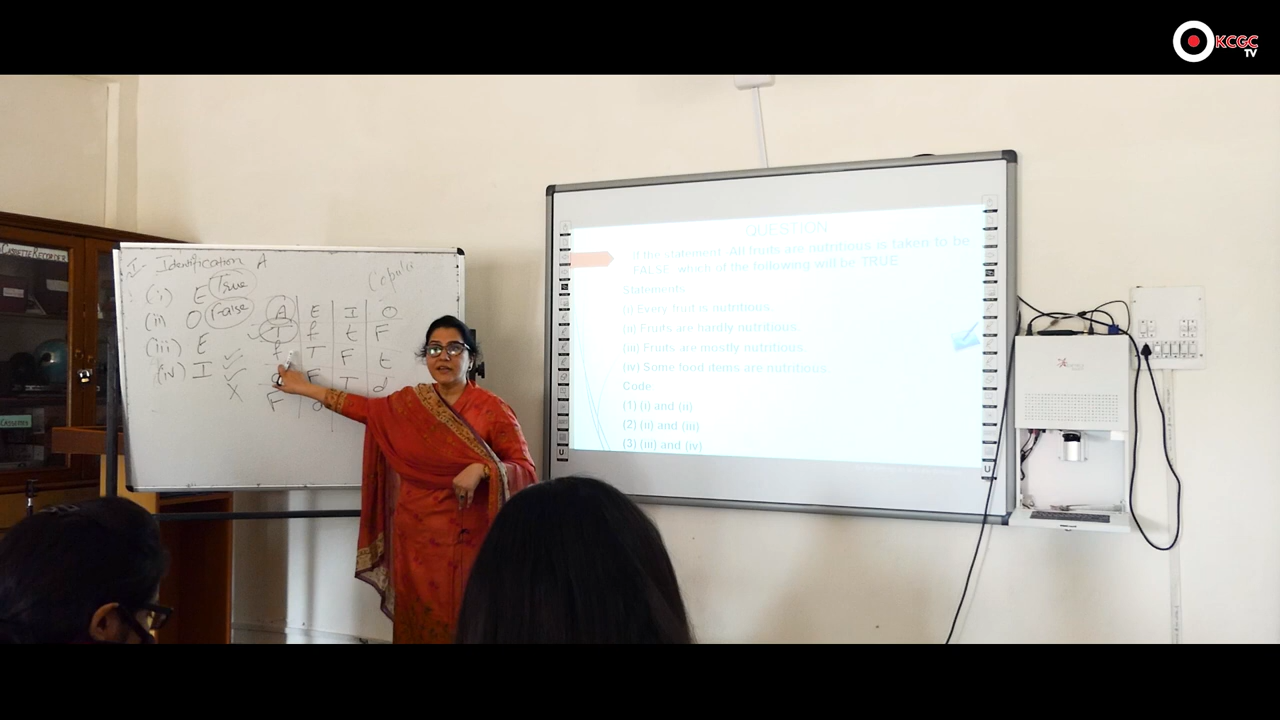 KCGC
TV
CASSETTE RECORDER
I- Identification A
(i) E True
(ii) O False
(iii) E
(iv) I
A E I O
T f t F
f T F t
F I d
F d
QUESTION
If the statement All fruits are nutritious is taken to be
FALSE, which of the following will be TRUE
Statements
(i) Every fruit is nutritious.
(ii) Fruits are hardly nutritious.
(iii) Fruits are mostly nutritious.
(iv) Some food items are nutritious.
Code:
(1) (i) and (ii)
(2) (ii) and (iii)
(3) (iii) and (iv)